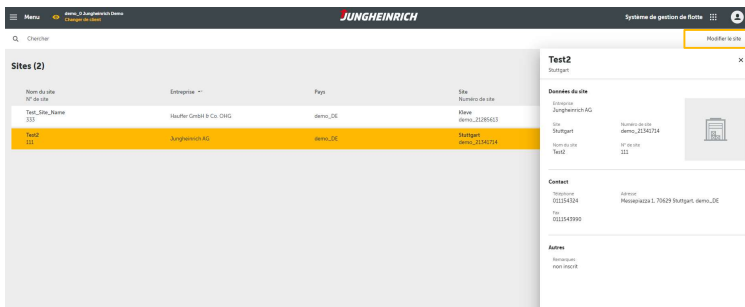 Menu
demo_0 Jungheinrich Demo
Changer de client
JUNGHEINRICH
Système de gestion de flotte
Chercher
Modifier le site
Sites (2)
Nom du site
N° de site
Entreprise
Pays
Site
Numéro de site
Test_Site_Name
333
Hauffer GmbH & Co. OHG
demo_DE
Kleve
demo_21285613
Test2
111
Jungheinrich AG
demo_DE
Stuttgart
demo_21341714
Test2
Stuttgart
Données du site
Entreprise
Jungheinrich AG
Site
Stuttgart
Numéro de site
demo_21341714
Nom du site
Test2
N° de site
111
Contact
Téléphone
011154324
Adresse
Messepiazza 1, 70629 Stuttgart, demo_DE
Fax
0111543990
Autres
Remarques
non inscrit